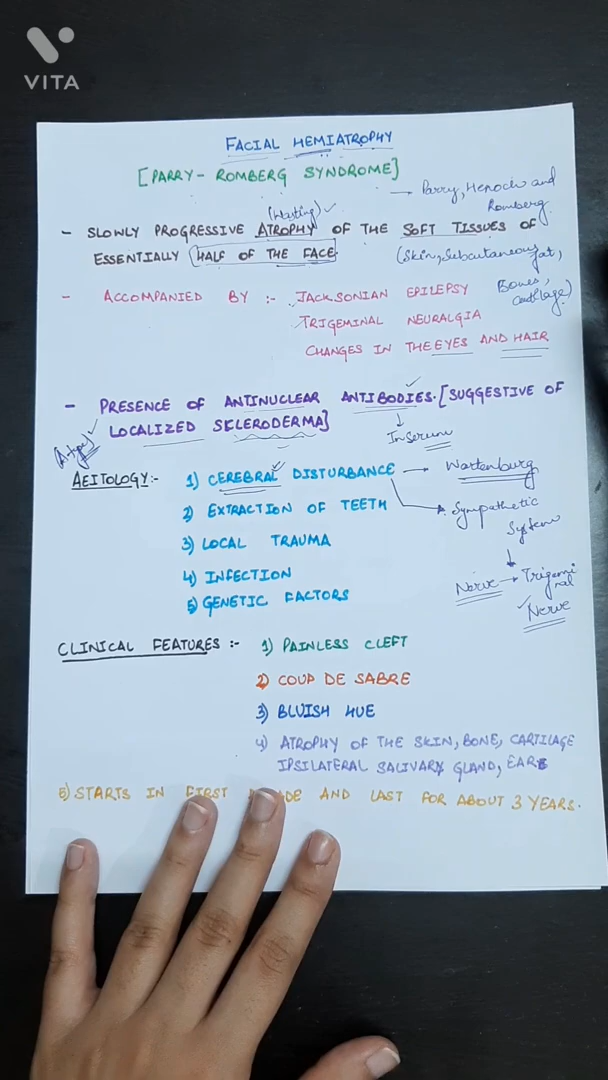 VITA
FACIAL HEMIATROPHY
[PARRY-ROMBERG SYNDROME]
→ Parry, Henoch and
Romberg
(Wasting)
- SLOWLY PROGRESSIVE ATROPHY OF THE SOFT TISSUES OF
ESSENTIALLY HALF OF THE FACE.
(Skin, Subcutaneous fat,
Bones,
cartilage)
- ACCOMPANIED BY :- JACKSONIAN EPILEPSY
TRIGEMINAL NEURALGIA
CHANGES IN THE EYES AND HAIR
- PRESENCE OF ANTINUCLEAR ANTIBODIES. [SUGGESTIVE OF
LOCALIZED SCLERODERMA]
In serum
AEITOLOGY:- 1) CEREBRAL DISTURBANCE → Wartenburg
Sympathetic
System
2) EXTRACTION OF TEETH
3) LOCAL TRAUMA
4) INFECTION
Nerve → Trigemi
nal
Nerve
5) GENETIC FACTORS
CLINICAL FEATURES :- 1) PAINLESS CLEFT
2) COUP DE SABRE
3) BLUISH HUE
4) ATROPHY OF THE SKIN, BONE, CARTILAGE
IPSILATERAL SALIVARY GLAND, EAR
5) STARTS IN FIRST AND LAST FOR ABOUT 3 YEARS.